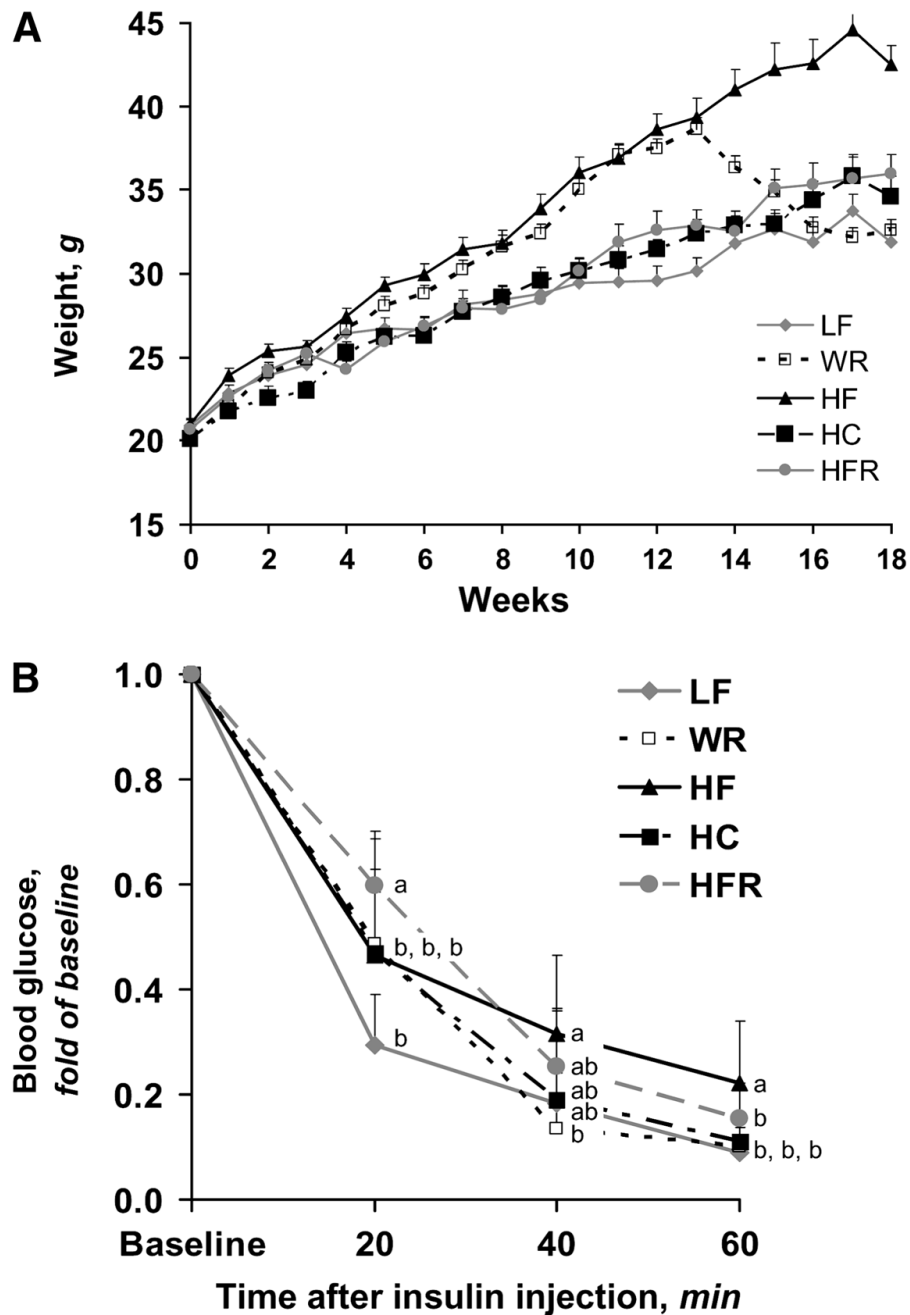 A
Weight, g
45
40
35
30
25
20
15
LF
WR
HF
HC
HFR
0 2 4 6 8 10 12 14 16 18
Weeks
B
Blood glucose,
fold of baseline
1.0
0.8
0.6
0.4
0.2
0.0
LF
WR
HF
HC
HFR
a
b, b, b
b
a
ab
ab
ab
b
a
b
b, b, b
Baseline 20 40 60
Time after insulin injection, min